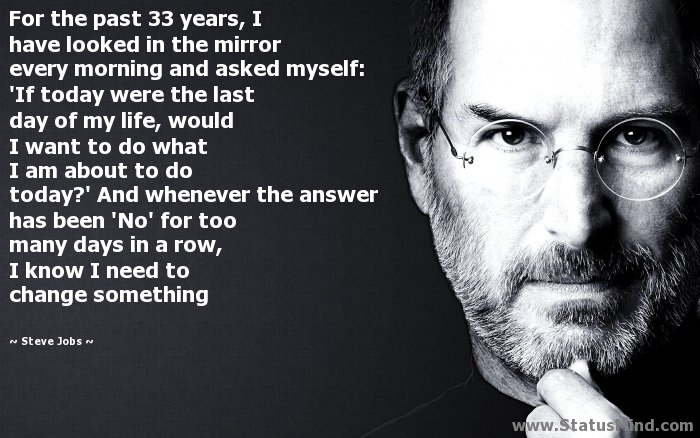 For the past 33 years, I
have looked in the mirror
every morning and asked myself:
'If today were the last
day of my life, would
I want to do what
I am about to do
today?' And whenever the answer
has been 'No' for too
many days in a row,
I know I need to
change something
~ Steve Jobs ~
www.StatusMind.com